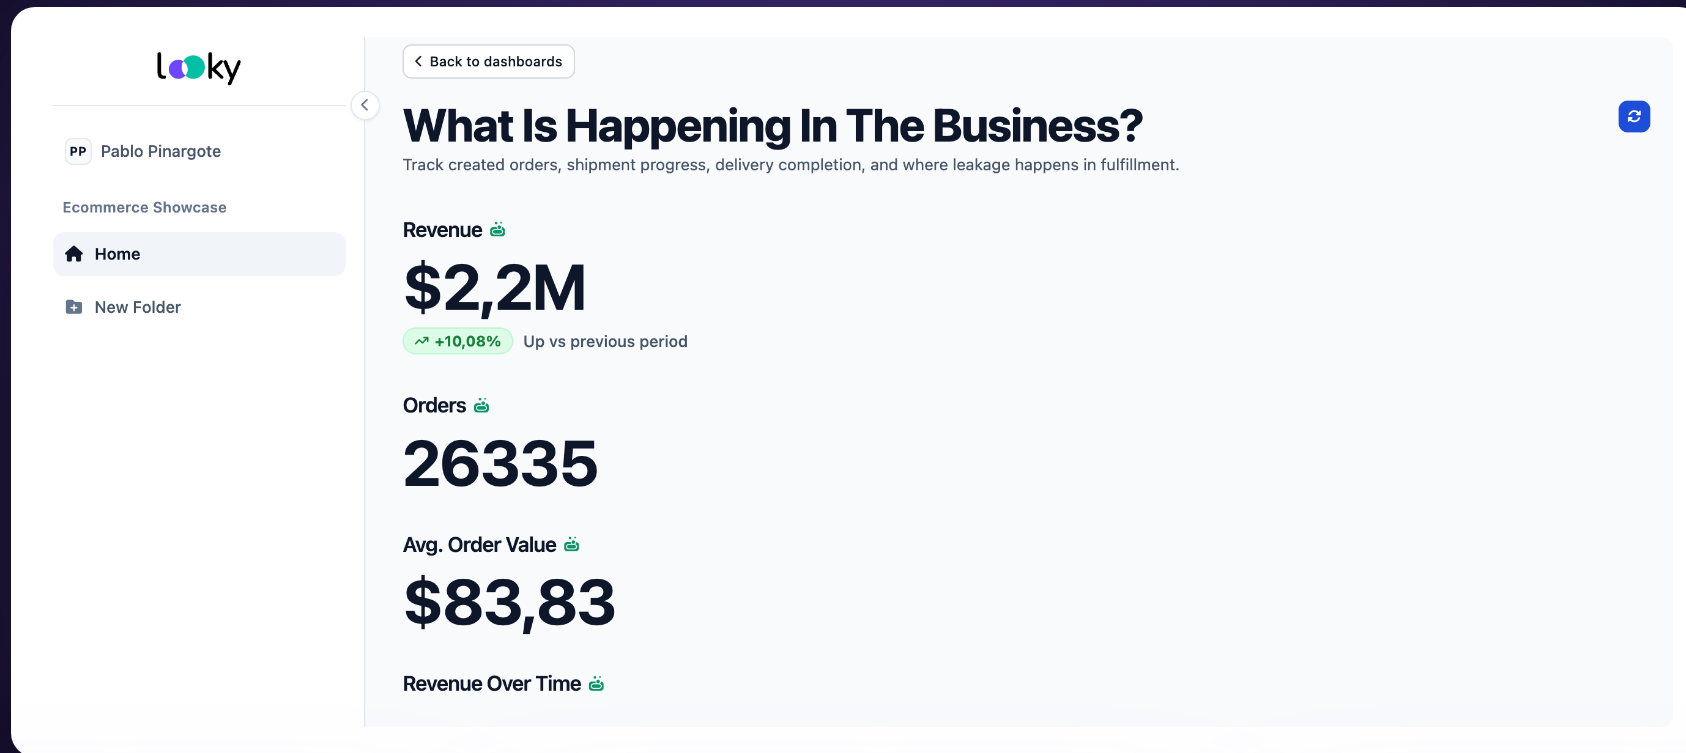 looky
PP Pablo Pinargote
Ecommerce Showcase
Home
New Folder
Back to dashboards
What Is Happening In The Business?
Track created orders, shipment progress, delivery completion, and where leakage happens in fulfillment.
Revenue
$2,2M
+10,08% Up vs previous period
Orders
26335
Avg. Order Value
$83,83
Revenue Over Time